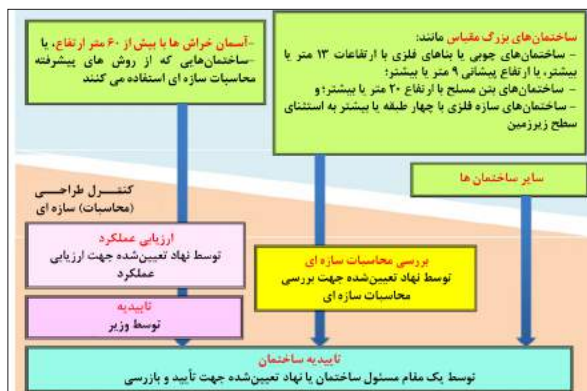 ساختمان‌های بزرگ مقیاس مانند:
- ساختمان‌های چوبی یا بناهای فلزی با ارتفاعات ۱۳ متر یا
بیشتر، یا ارتفاع پیشانی ۹ متر یا بیشتر؛
- ساختمان‌های بتن مسلح با ارتفاع ۲۰ متر یا بیشتر؛ و
- ساختمان‌های سازه فلزی با چهار طبقه یا بیشتر به استثنای
سطح زیرزمین
-آسمان خراش ها با بیش از ۶۰ متر ارتفاع، یا
-ساختمان‌هایی که از روش های پیشرفته
محاسبات سازه ای استفاده می کنند
سایر ساختمان ها
کنترل طراحی
(محاسبات) سازه ای
ارزیابی عملکرد
توسط نهاد تعیین‌شده جهت ارزیابی
عملکرد
بررسی محاسبات سازه ای
توسط نهاد تعیین‌شده جهت بررسی
محاسبات سازه ای
تاییدیه
توسط وزیر
تاییدیه ساختمان
توسط یک مقام مسئول ساختمان یا نهاد تعیین‌شده جهت تأیید و بازرسی